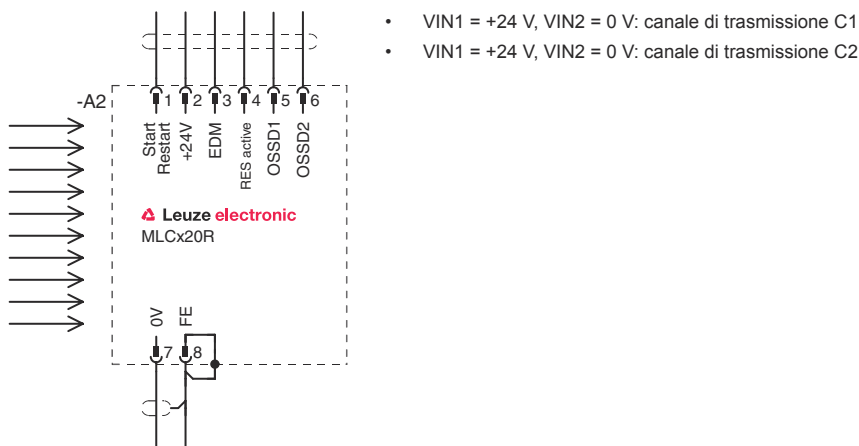 • VIN1 = +24 V, VIN2 = 0 V: canale di trasmissione C1
• VIN1 = +24 V, VIN2 = 0 V: canale di trasmissione C2
-A2
1 2 3 4 5 6
Start
Restart
+24V
EDM
RES active
OSSD1
OSSD2
Leuze electronic
MLCx20R
0V
FE
7 8